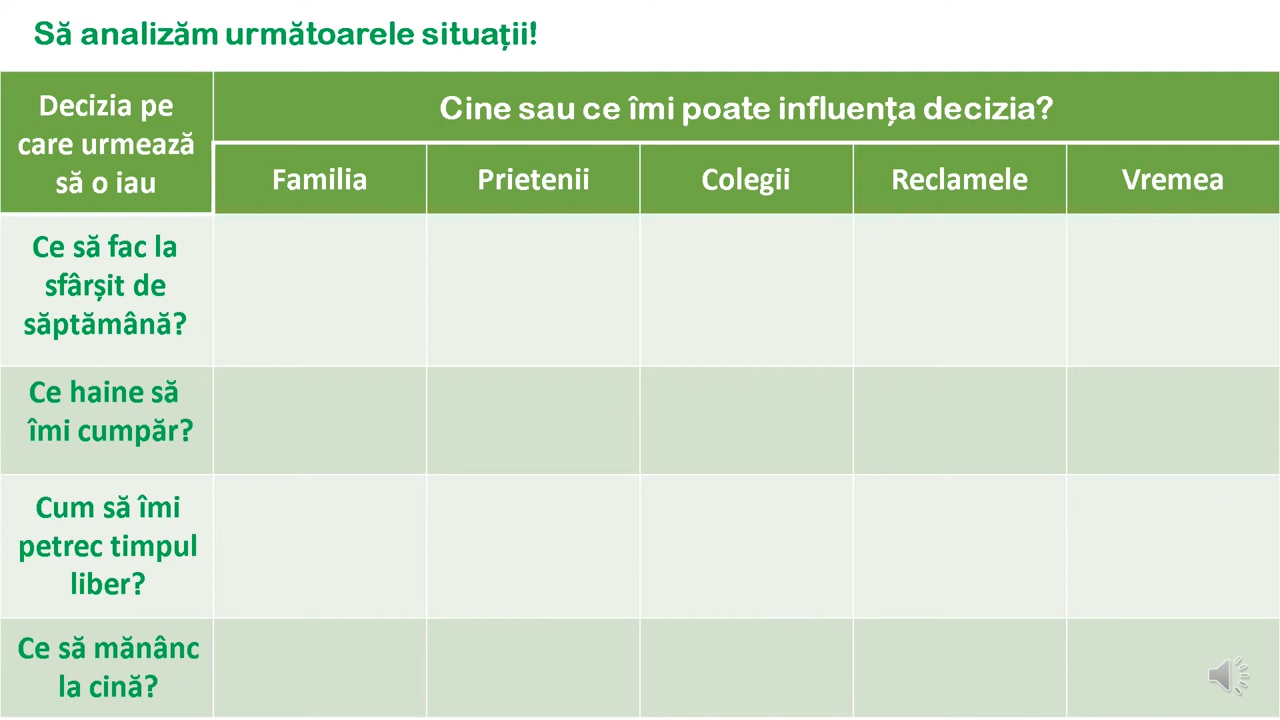 Să analizăm următoarele situații!
Decizia pe
care urmează
să o iau
Cine sau ce îmi poate influența decizia?
Familia
Prietenii
Colegii
Reclamele
Vremea
Ce să fac la
sfârșit de
săptămână?
Ce haine să
îmi cumpăr?
Cum să îmi
petrec timpul
liber?
Ce să mănânc
la cină?